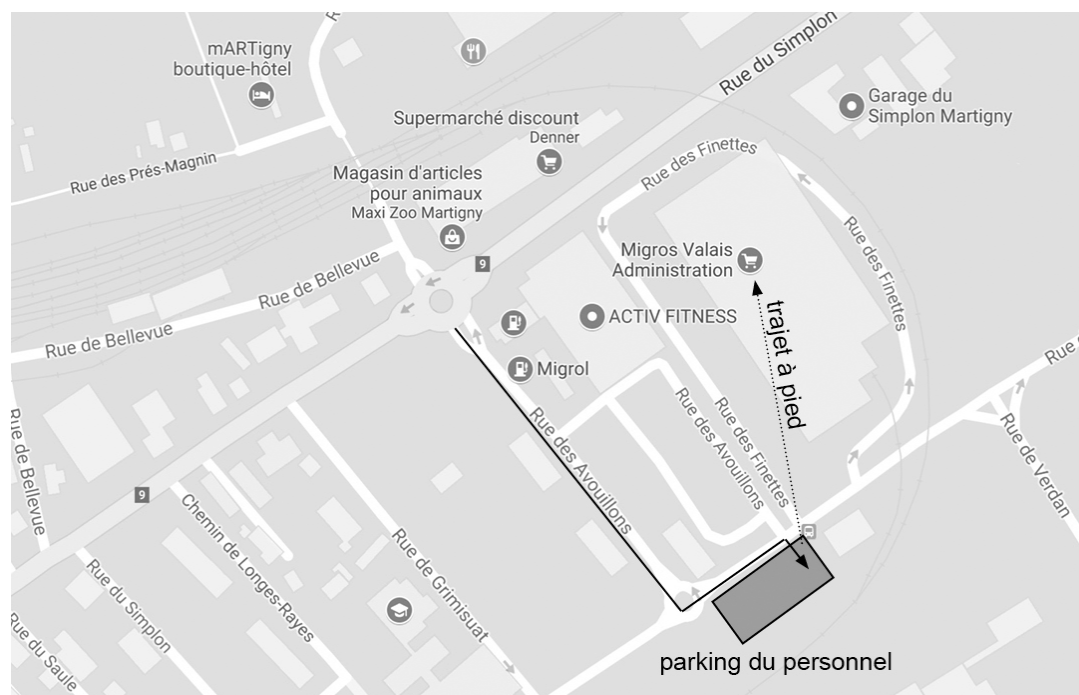 Rue du Simplon
mARTigny
boutique-hôtel
Garage du
Simplon Martigny
Supermarché discount
Denner
Rue des Finettes
Rue des Prés-Magnin
Magasin d'articles
pour animaux
Maxi Zoo Martigny
Rue des Finettes
Migros Valais
Administration
9
Rue de Bellevue
Rue de Bellevue
ACTIV FITNESS
trajet à pied
Migrol
Rue de Bellevue
Rue des Avouillons
Rue des Avouillons
Rue des Finettes
Rue de Verdan
9
Chemin de Longes-Rayes
Rue de Grimisuat
Rue du Simplon
Rue du Saule
parking du personnel